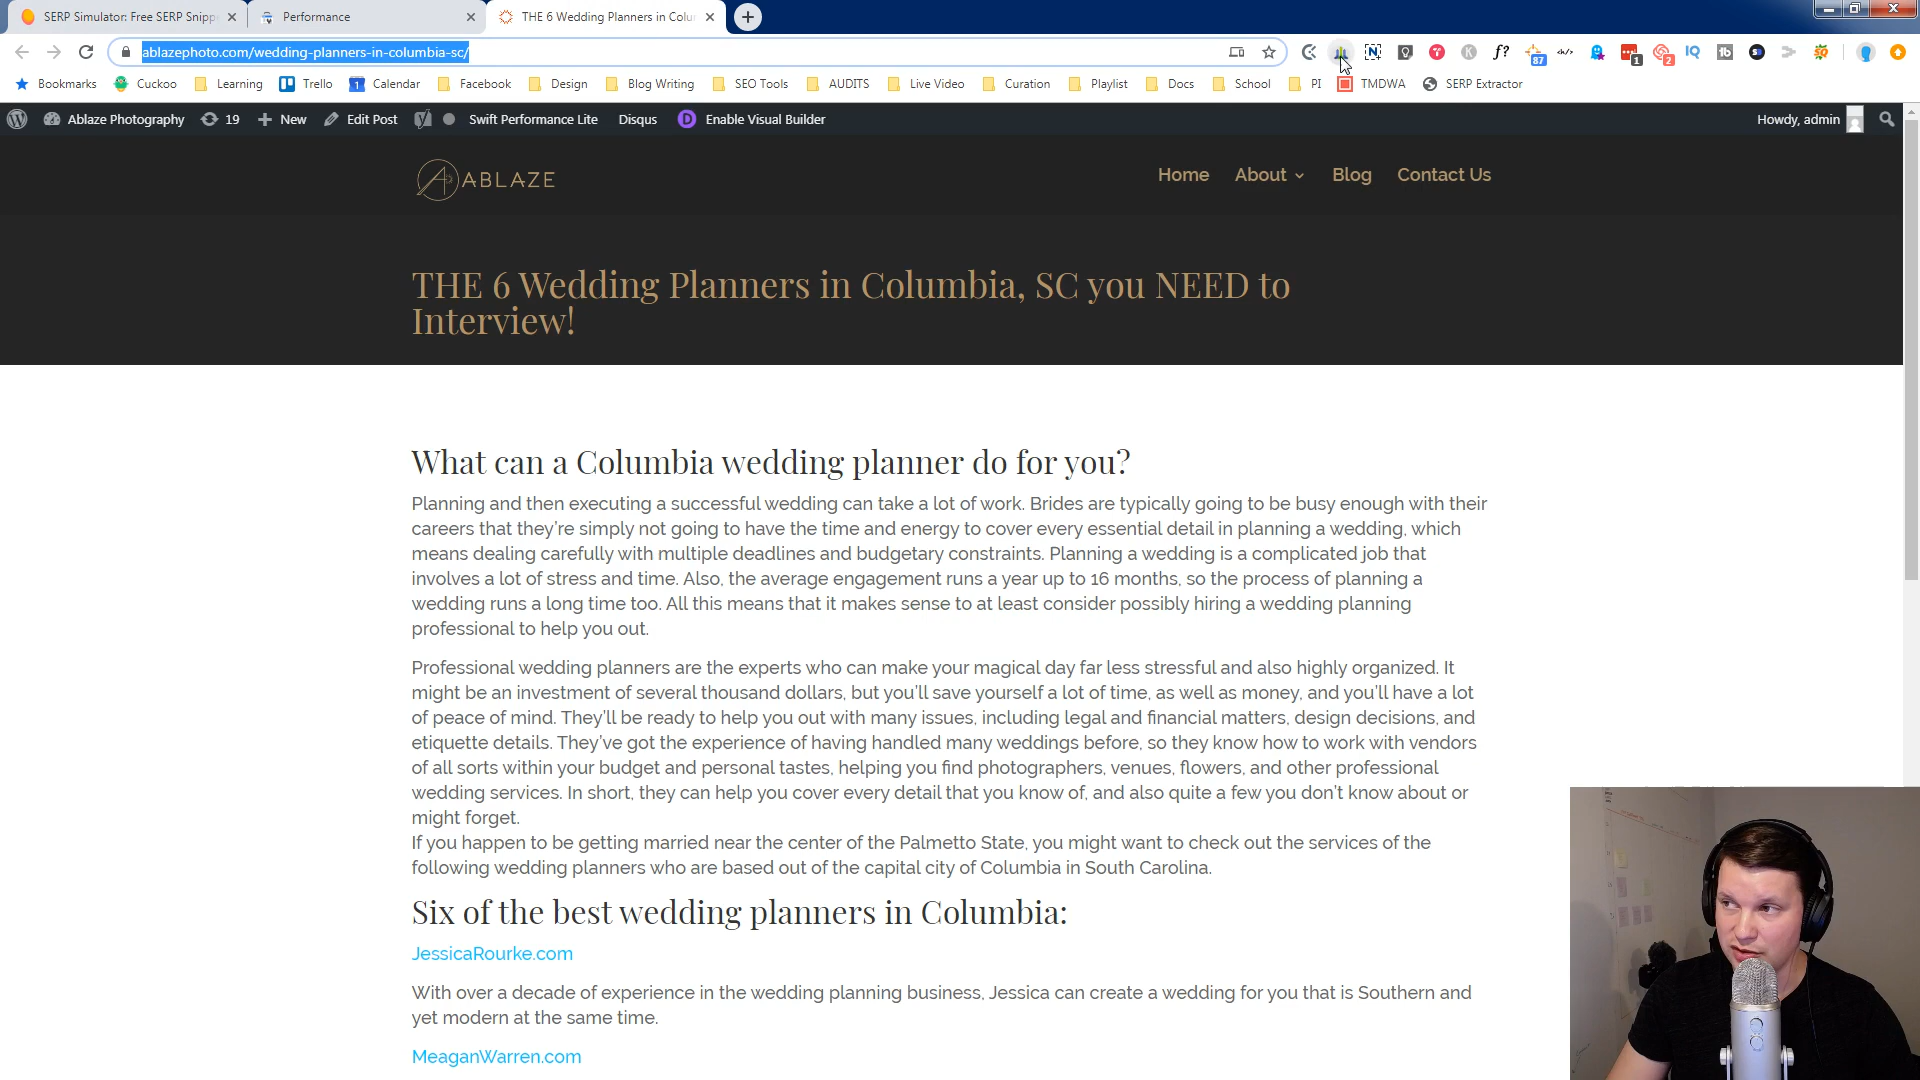 SERP Simulator: Free SERP Snipp
Performance
THE 6 Wedding Planners in Colu
ablazephoto.com/wedding-planners-in-columbia-sc/
Bookmarks Cuckoo Learning Trello Calendar Facebook Design Blog Writing SEO Tools AUDITS Live Video Curation Playlist Docs School PI TMDWA SERP Extractor
Ablaze Photography 19 New Edit Post Swift Performance Lite Disqus Enable Visual Builder Howdy, admin
ABLAZE
Home About Blog Contact Us
THE 6 Wedding Planners in Columbia, SC you NEED to
Interview!
What can a Columbia wedding planner do for you?
Planning and then executing a successful wedding can take a lot of work. Brides are typically going to be busy enough with their
careers that they’re simply not going to have the time and energy to cover every essential detail in planning a wedding, which
means dealing carefully with multiple deadlines and budgetary constraints. Planning a wedding is a complicated job that
involves a lot of stress and time. Also, the average engagement runs a year up to 16 months, so the process of planning a
wedding runs a long time too. All this means that it makes sense to at least consider possibly hiring a wedding planning
professional to help you out.
Professional wedding planners are the experts who can make your magical day far less stressful and also highly organized. It
might be an investment of several thousand dollars, but you’ll save yourself a lot of time, as well as money, and you’ll have a lot
of peace of mind. They’ll be ready to help you out with many issues, including legal and financial matters, design decisions, and
etiquette details. They’ve got the experience of having handled many weddings before, so they know how to work with vendors
of all sorts within your budget and personal tastes, helping you find photographers, venues, flowers, and other professional
wedding services. In short, they can help you cover every detail that you know of, and also quite a few you don’t know about or
might forget.
If you happen to be getting married near the center of the Palmetto State, you might want to check out the services of the
following wedding planners who are based out of the capital city of Columbia in South Carolina.
Six of the best wedding planners in Columbia:
JessicaRourke.com
With over a decade of experience in the wedding planning business, Jessica can create a wedding for you that is Southern and
yet modern at the same time.
MeaganWarren.com